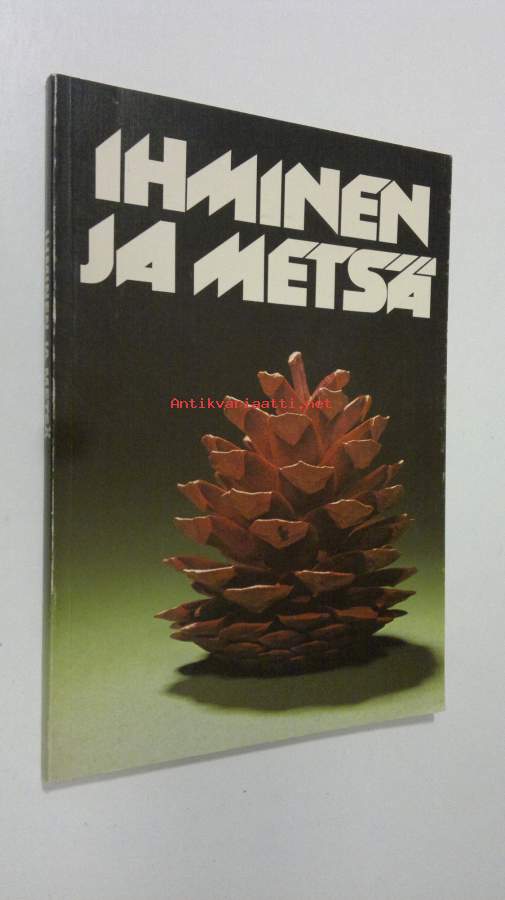 IHMINEN
JA METSÄ
Antikvariaatti.net